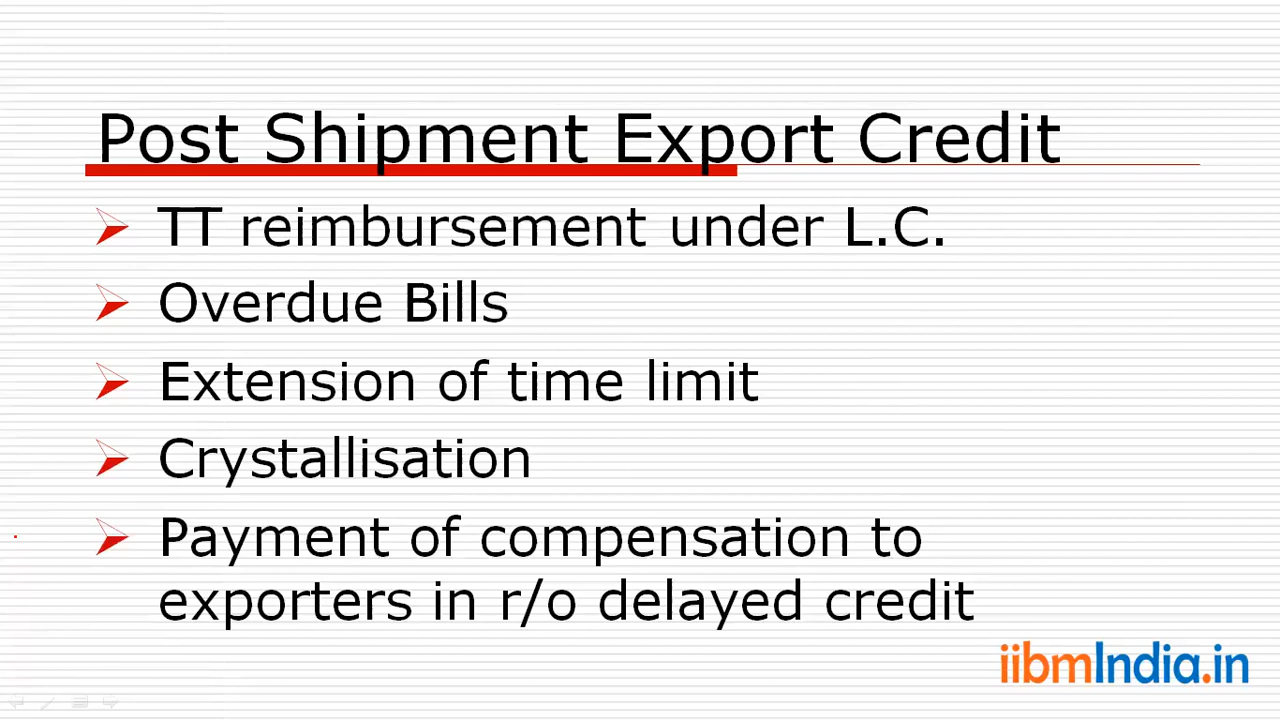 Post Shipment Export Credit
TT reimbursement under L.C.
Overdue Bills
Extension of time limit
Crystallisation
Payment of compensation to
exporters in r/o delayed credit
iibmIndia.in